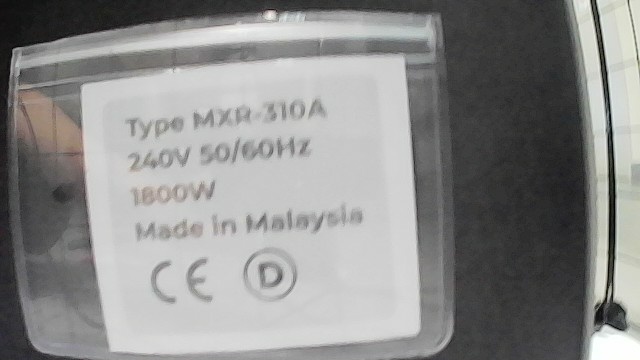 Type MXR-310A
240V 50/60Hz
1800W
Made in Malaysia
CE D